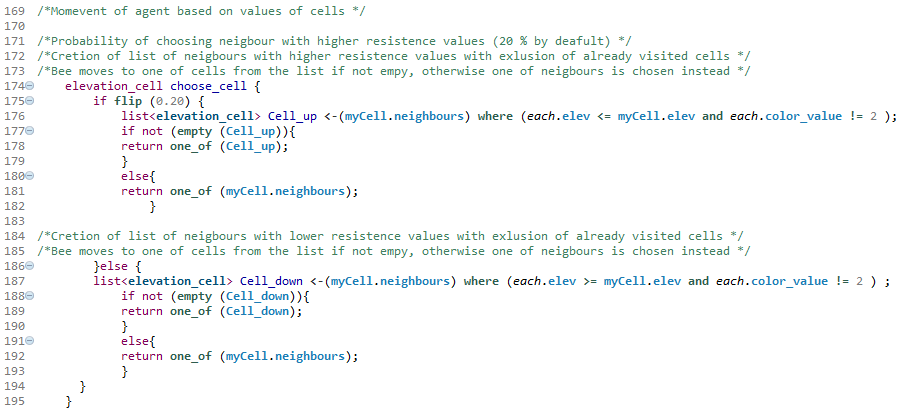 169 /*Momevent of agent based on values of cells */
170
171 /*Probability of choosing neigbour with higher resistence values (20 % by deafult) */
172 /*Cretion of list of neigbours with higher resistence values with exlusion of already visited cells */
173 /*Bee moves to one of cells from the list if not empy, otherwise one of neigbours is chosen instead */
174 elevation_cell choose_cell {
175 if flip (0.20) {
176 list<elevation_cell> Cell_up <-(myCell.neighbours) where (each.elev <= myCell.elev and each.color_value != 2 );
177 if not (empty (Cell_up)){
178 return one_of (Cell_up);
179 }
180 else{
181 return one_of (myCell.neighbours);
182 }
183
184 /*Cretion of list of neigbours with lower resistence values with exlusion of already visited cells */
185 /*Bee moves to one of cells from the list if not empy, otherwise one of neigbours is chosen instead */
186 }else {
187 list<elevation_cell> Cell_down <-(myCell.neighbours) where (each.elev >= myCell.elev and each.color_value != 2 ) ;
188 if not (empty (Cell_down)){
189 return one_of (Cell_down);
190 }
191 else{
192 return one_of (myCell.neighbours);
193 }
194 }
195 }